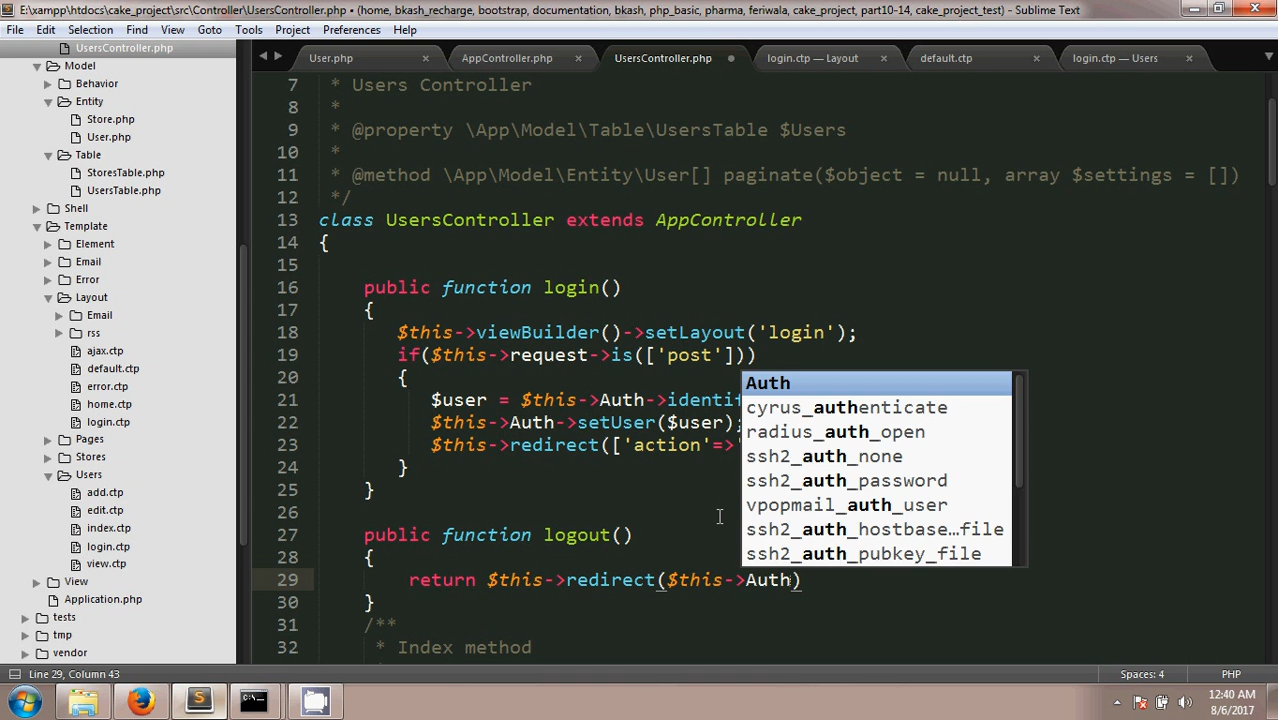 E:\xampp\htdocs\cake_project\src\Controller\UsersController.php • (home, bkash_recharge, bootstrap, documentation, bkash, php_basic, pharma, feriwala, cake_project, part10-14, cake_project_test) - Sublime Text
File Edit Selection Find View Goto Tools Project Preferences Help
User.php × AppController.php × UsersController.php • login.ctp — Layout × default.ctp × login.ctp — Users ×
UsersController.php
Model
Behavior
Entity
Store.php
User.php
Table
StoresTable.php
UsersTable.php
Shell
Template
Element
Email
Error
Layout
Email
rss
ajax.ctp
default.ctp
error.ctp
home.ctp
login.ctp
Pages
Stores
Users
add.ctp
edit.ctp
index.ctp
login.ctp
view.ctp
View
Application.php
tests
tmp
vendor
7 * Users Controller
8 *
9 * @property \App\Model\Table\UsersTable $Users
10 *
11 * @method \App\Model\Entity\User[] paginate($object = null, array $settings = [])
12 */
13 class UsersController extends AppController
14 {
15
16 public function login()
17 {
18 $this->viewBuilder()->setLayout('login');
19 if($this->request->is(['post']))
20 {
21 $user = $this->Auth->identif
22 $this->Auth->setUser($user);
23 $this->redirect(['action'=>'
24 }
25 }
26
27 public function logout()
28 {
29 return $this->redirect($this->Auth)
30 }
31 /**
32 * Index method
Auth
cyrus_authenticate
radius_auth_open
ssh2_auth_none
ssh2_auth_password
vpopmail_auth_user
ssh2_auth_hostbase…file
ssh2_auth_pubkey_file
Line 29, Column 43 Spaces: 4 PHP
12:40 AM
8/6/2017